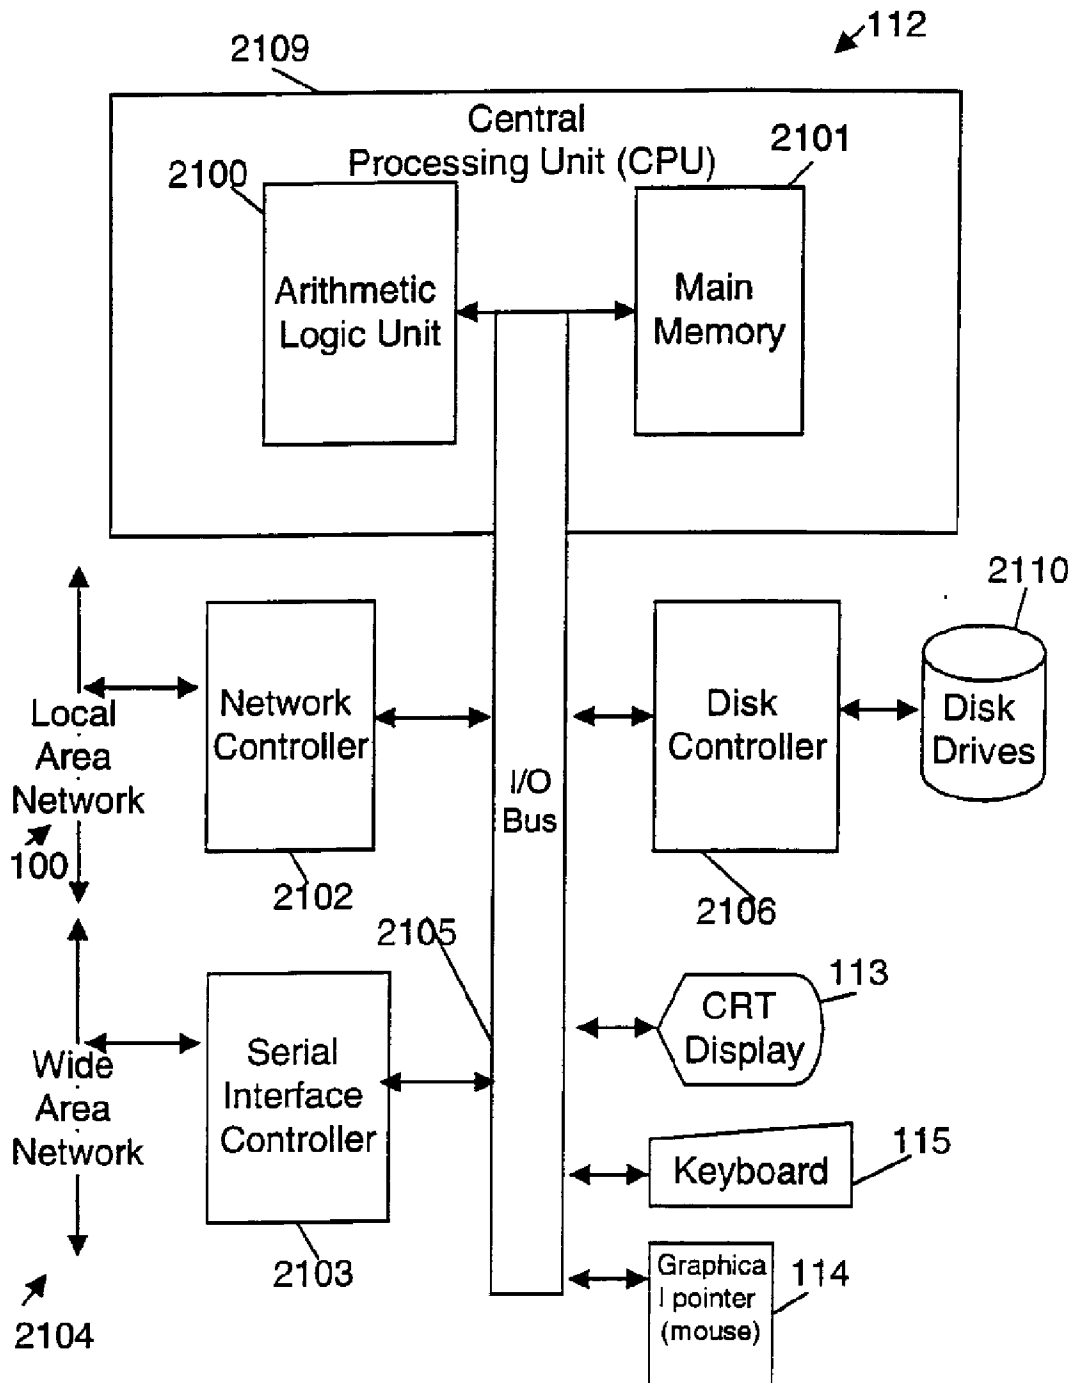 112
2109
Central
Processing Unit (CPU)
2100
2101
Arithmetic
Logic Unit
Main
Memory
2110
Network
Controller
Disk
Controller
Disk
Drives
Local
Area
Network
100
I/O
Bus
2102
2106
2105
113
CRT
Display
Serial
Interface
Controller
Wide
Area
Network
115
Keyboard
2103
Graphica
l pointer
(mouse)
114
2104